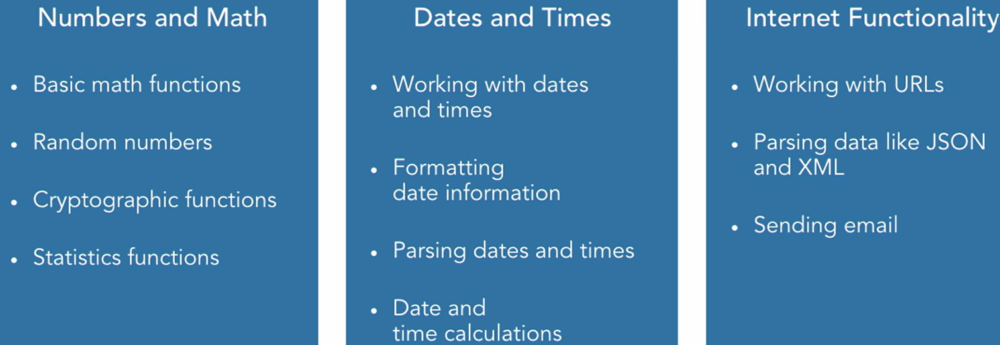 Numbers and Math
• Basic math functions
• Random numbers
• Cryptographic functions
• Statistics functions
Dates and Times
• Working with dates
and times
• Formatting
date information
• Parsing dates and times
• Date and
time calculations
Internet Functionality
• Working with URLs
• Parsing data like JSON
and XML
• Sending email